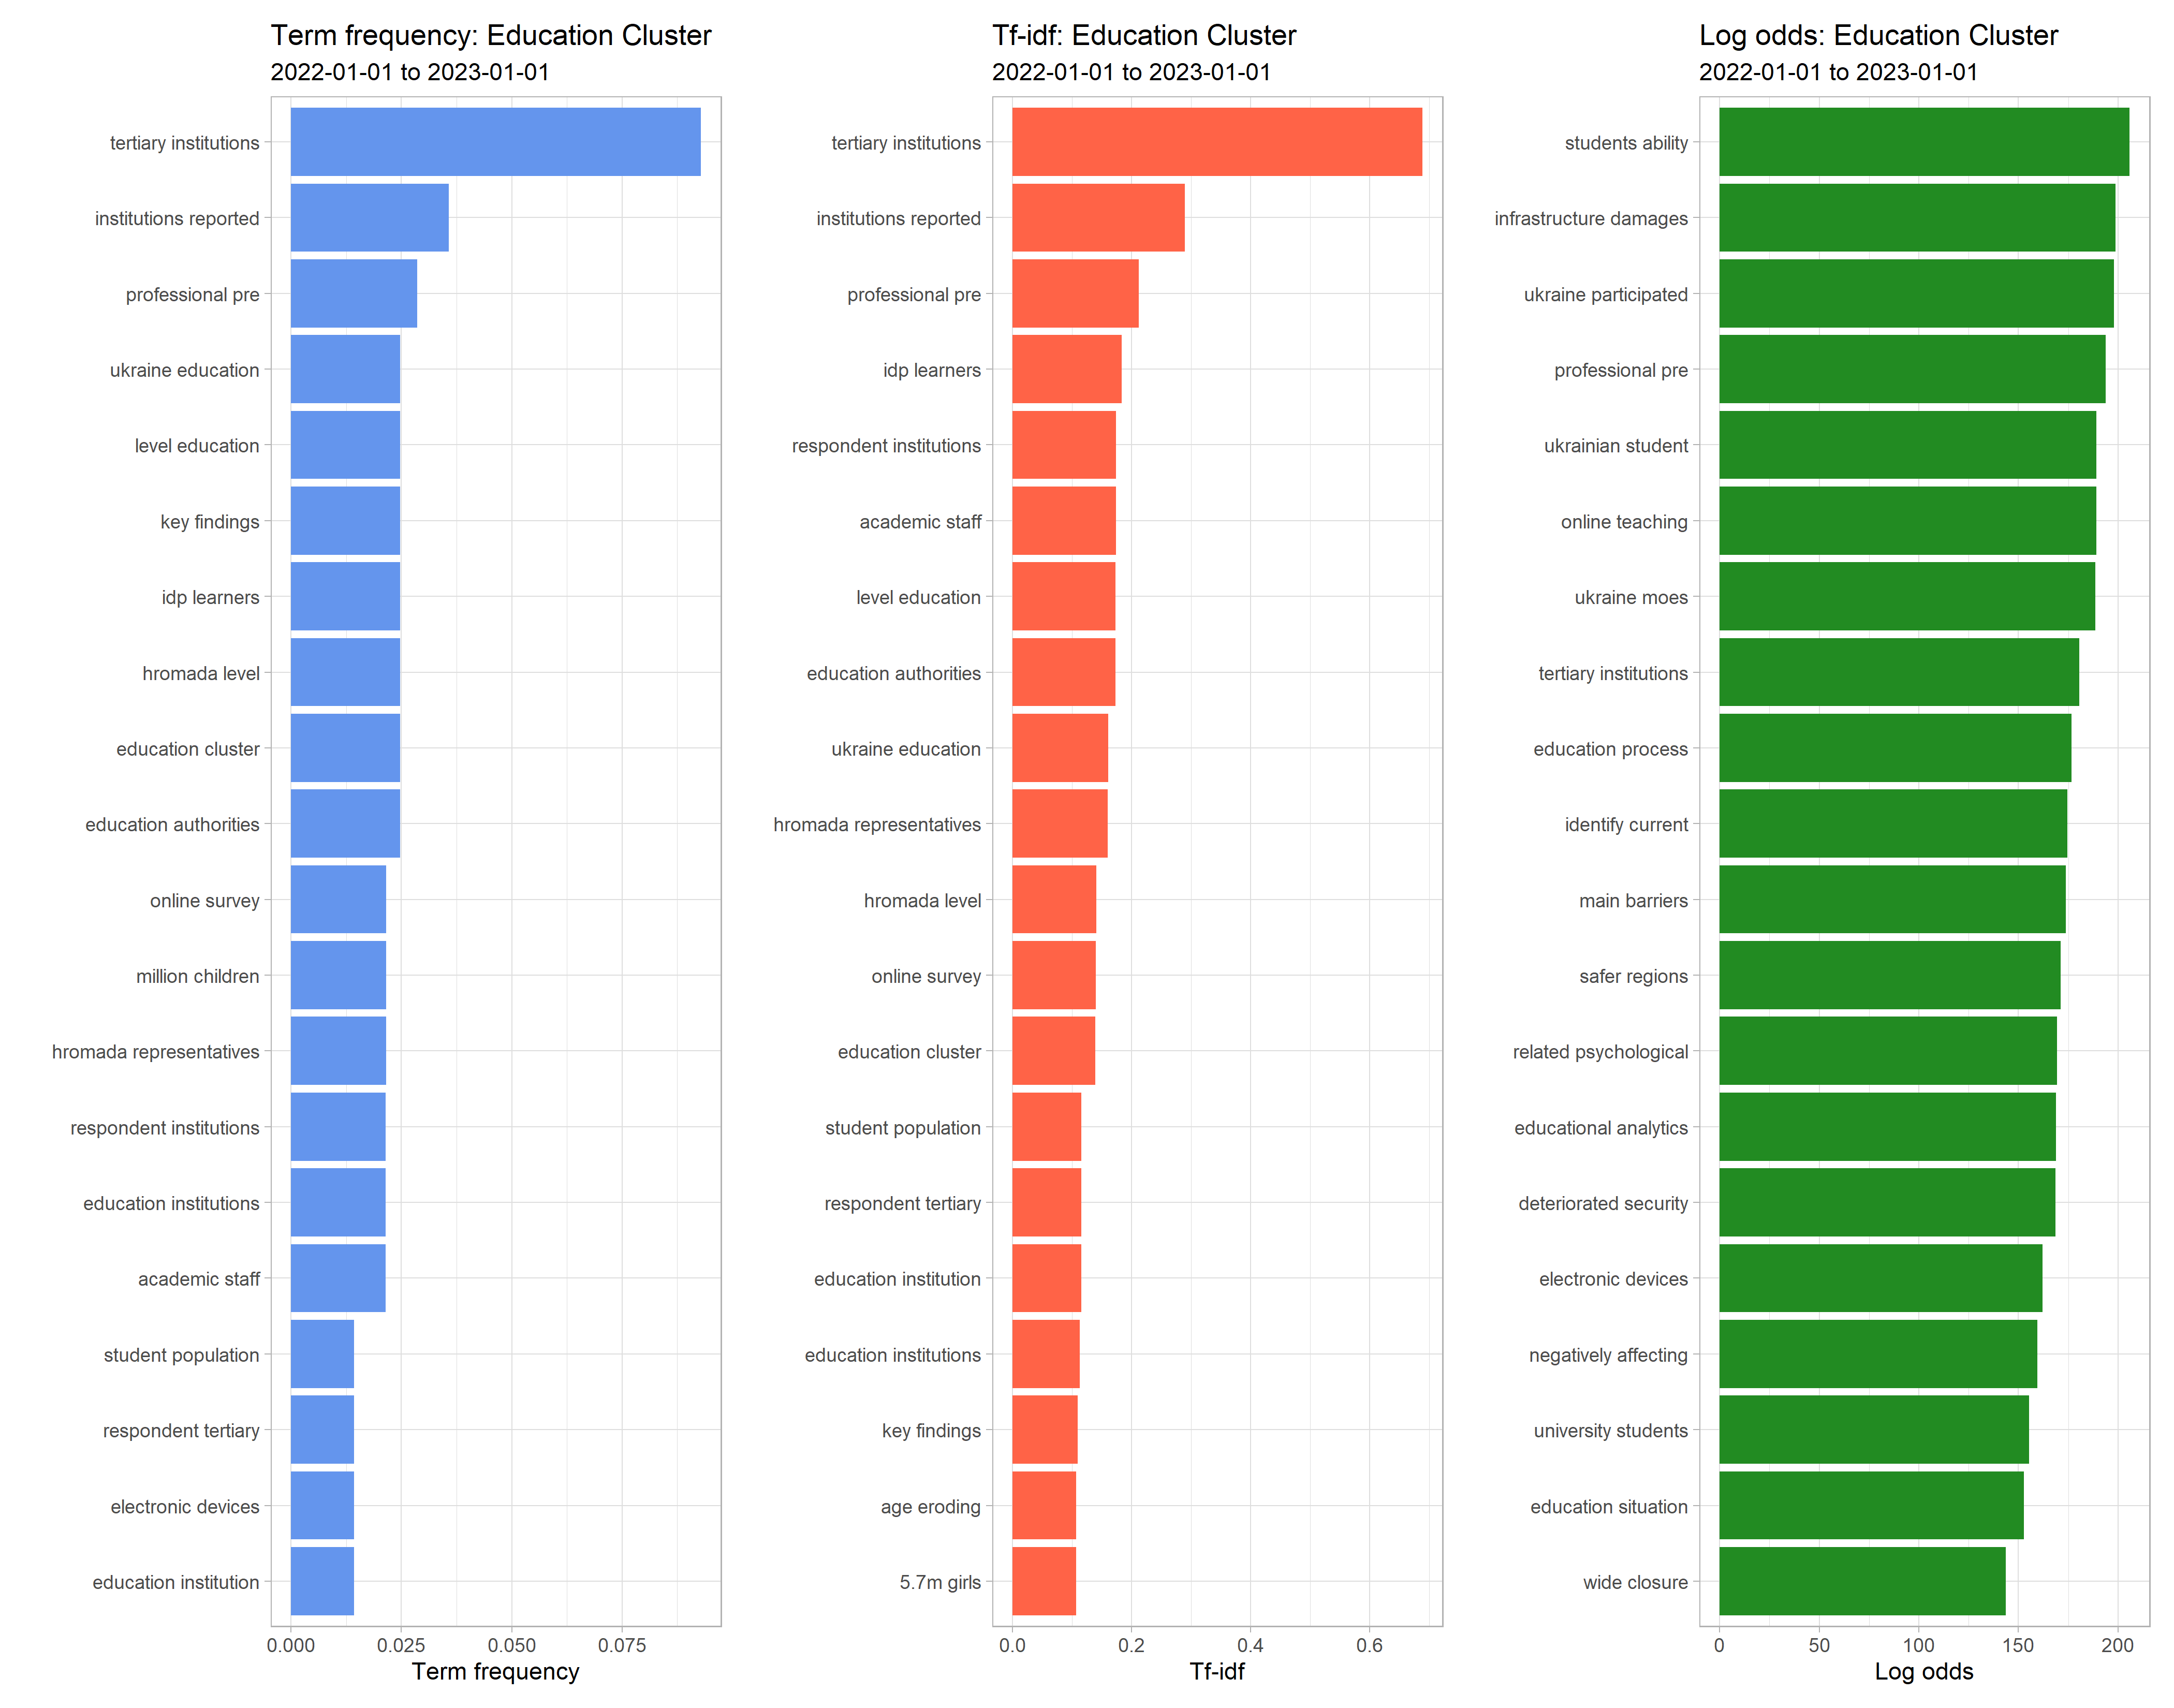 Term frequency: Education Cluster
2022-01-01 to 2023-01-01
tertiary institutions
institutions reported
professional pre
ukraine education
level education
key findings
idp learners
hromada level
education cluster
education authorities
online survey
million children
hromada representatives
respondent institutions
education institutions
academic staff
student population
respondent tertiary
electronic devices
education institution
0.000 0.025 0.050 0.075
Term frequency
Tf-idf: Education Cluster
2022-01-01 to 2023-01-01
tertiary institutions
institutions reported
professional pre
idp learners
respondent institutions
academic staff
level education
education authorities
ukraine education
hromada representatives
hromada level
online survey
education cluster
student population
respondent tertiary
education institution
education institutions
key findings
age eroding
5.7m girls
0.0 0.2 0.4 0.6
Tf-idf
Log odds: Education Cluster
2022-01-01 to 2023-01-01
students ability
infrastructure damages
ukraine participated
professional pre
ukrainian student
online teaching
ukraine moes
tertiary institutions
education process
identify current
main barriers
safer regions
related psychological
educational analytics
deteriorated security
electronic devices
negatively affecting
university students
education situation
wide closure
0 50 100 150 200
Log odds